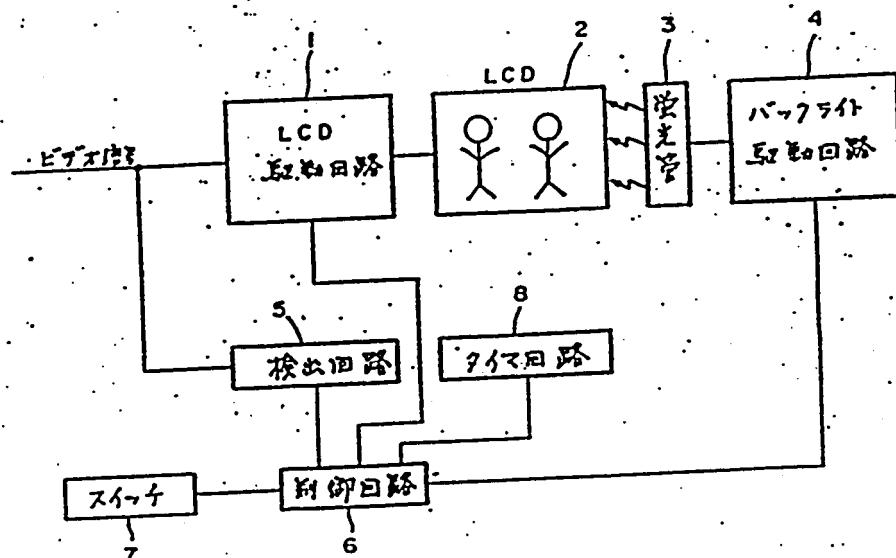 1
LCD
駆動回路
LCD
2
3
蛍光管
4
バックライト
駆動回路
ビデオ信号
5
検出回路
8
タイマ回路
スイッチ
7
制御回路
6